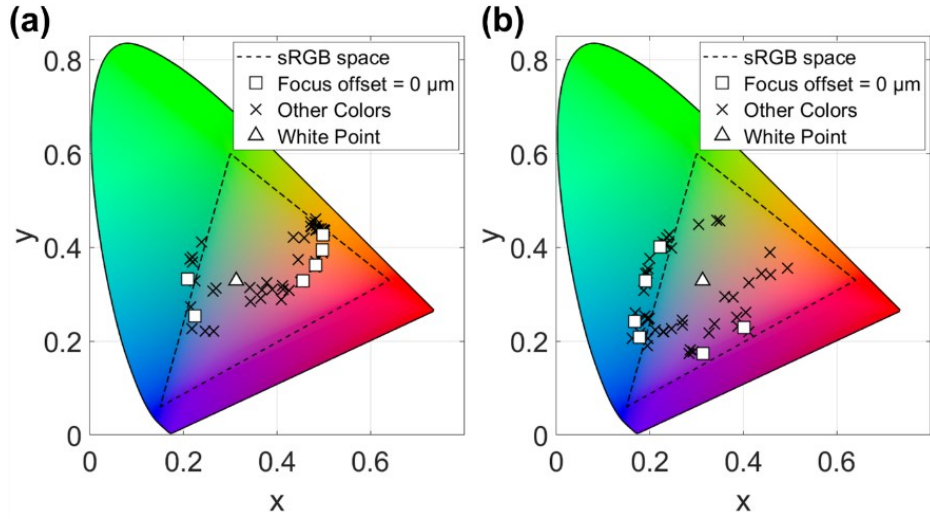 (a)
(b)
0.8
0.6
0.4
0.2
0
y
sRGB space
Focus offset = 0 µm
Other Colors
White Point
0 0.2 0.4 0.6
x
0.8
0.6
0.4
0.2
0
y
sRGB space
Focus offset = 0 µm
Other Colors
White Point
0 0.2 0.4 0.6
x